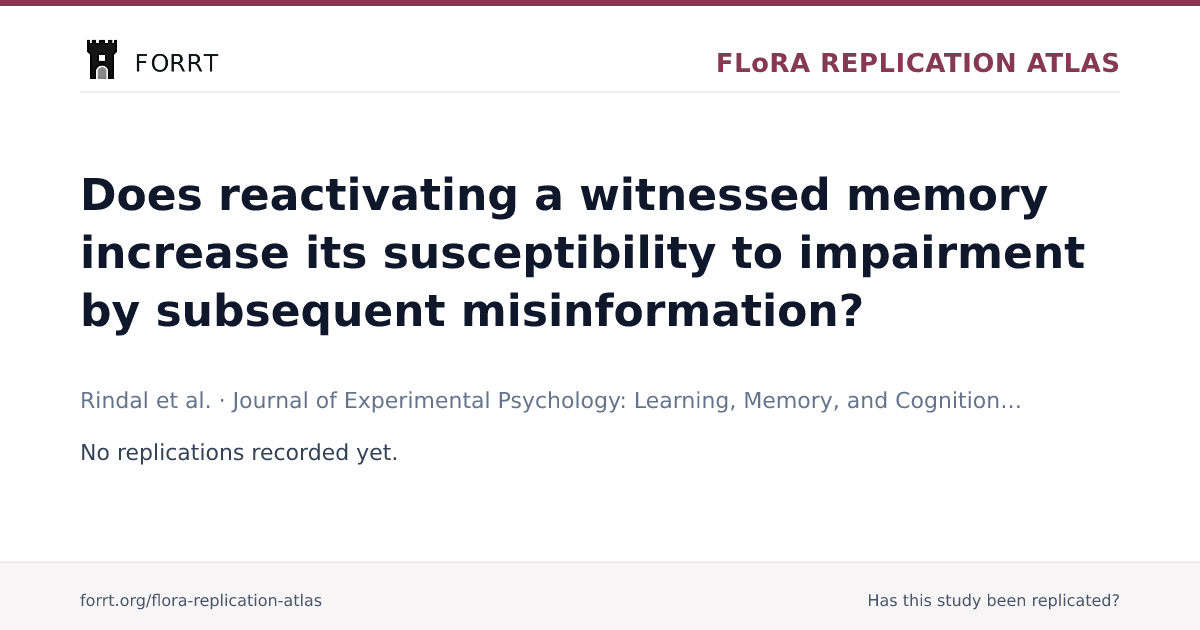 FORRT
FLoRA REPLICATION ATLAS
Does reactivating a witnessed memory
increase its susceptibility to impairment
by subsequent misinformation?
Rindal et al. · Journal of Experimental Psychology: Learning, Memory, and Cognition…
No replications recorded yet.
forrt.org/flora-replication-atlas
Has this study been replicated?